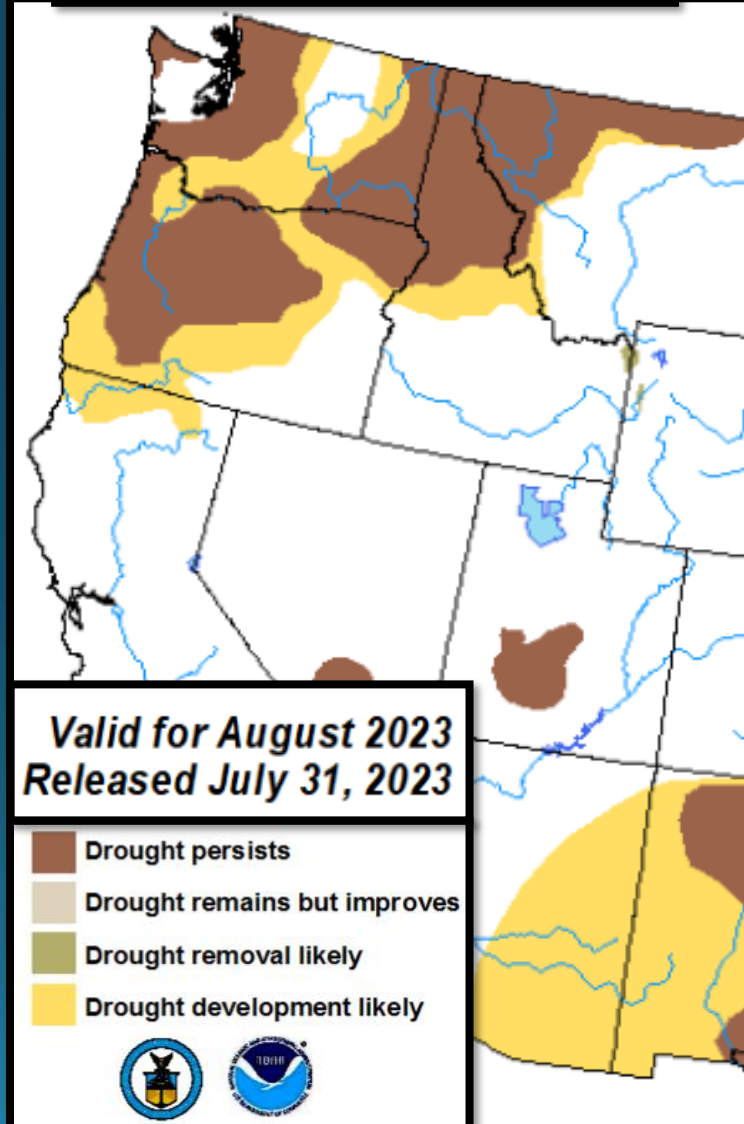 Valid for August 2023
Released July 31, 2023
Drought persists
Drought remains but improves
Drought removal likely
Drought development likely